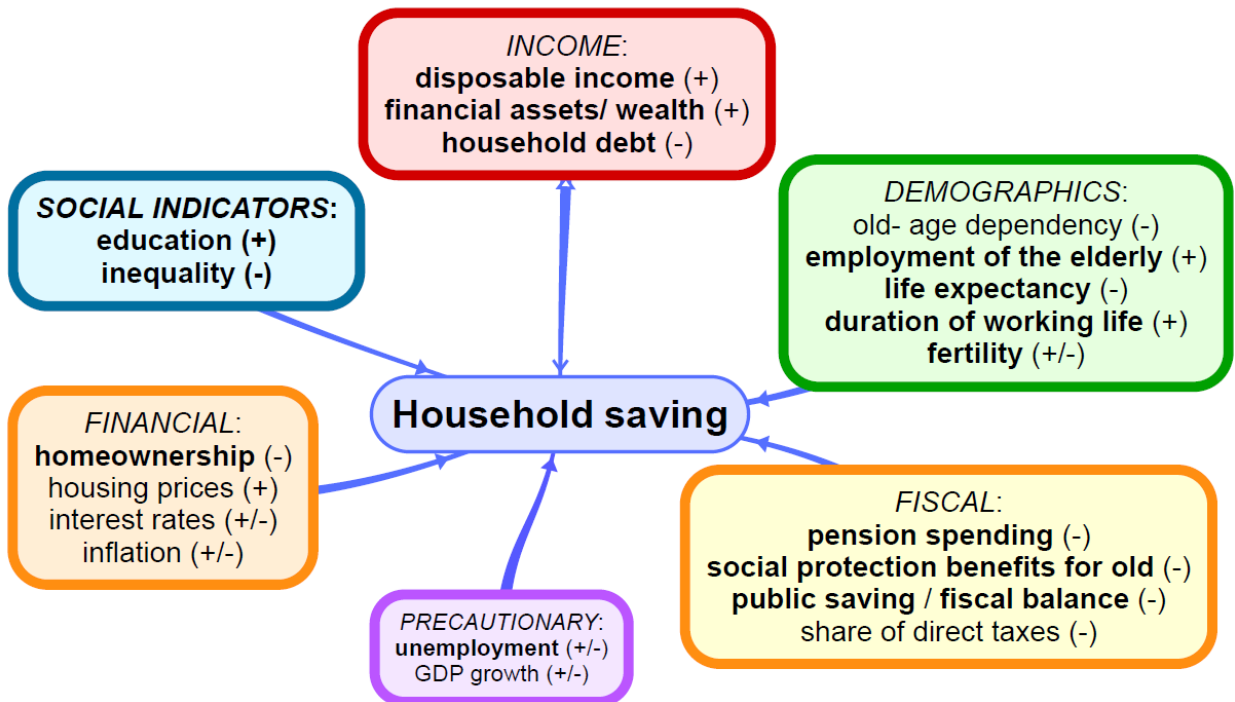 INCOME:
disposable income (+)
financial assets/ wealth (+)
household debt (-)
SOCIAL INDICATORS:
education (+)
inequality (-)
DEMOGRAPHICS:
old- age dependency (-)
employment of the elderly (+)
life expectancy (-)
duration of working life (+)
fertility (+/-)
Household saving
FINANCIAL:
homeownership (-)
housing prices (+)
interest rates (+/-)
inflation (+/-)
FISCAL:
pension spending (-)
social protection benefits for old (-)
public saving / fiscal balance (-)
share of direct taxes (-)
PRECAUTIONARY:
unemployment (+/-)
GDP growth (+/-)